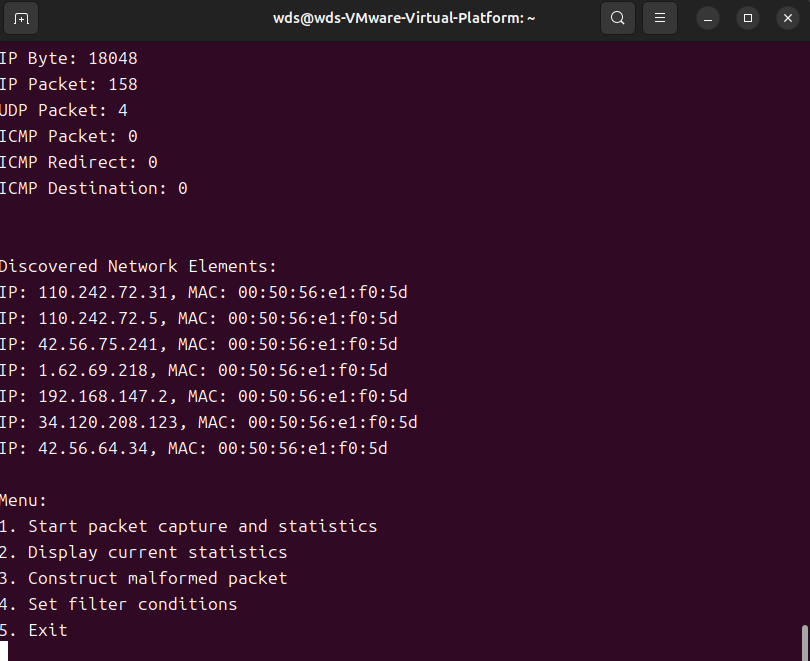 wds@wds-VMware-Virtual-Platform: ~
IP Byte: 18048
IP Packet: 158
UDP Packet: 4
ICMP Packet: 0
ICMP Redirect: 0
ICMP Destination: 0
Discovered Network Elements:
IP: 110.242.72.31, MAC: 00:50:56:e1:f0:5d
IP: 110.242.72.5, MAC: 00:50:56:e1:f0:5d
IP: 42.56.75.241, MAC: 00:50:56:e1:f0:5d
IP: 1.62.69.218, MAC: 00:50:56:e1:f0:5d
IP: 192.168.147.2, MAC: 00:50:56:e1:f0:5d
IP: 34.120.208.123, MAC: 00:50:56:e1:f0:5d
IP: 42.56.64.34, MAC: 00:50:56:e1:f0:5d
Menu:
1. Start packet capture and statistics
2. Display current statistics
3. Construct malformed packet
4. Set filter conditions
5. Exit